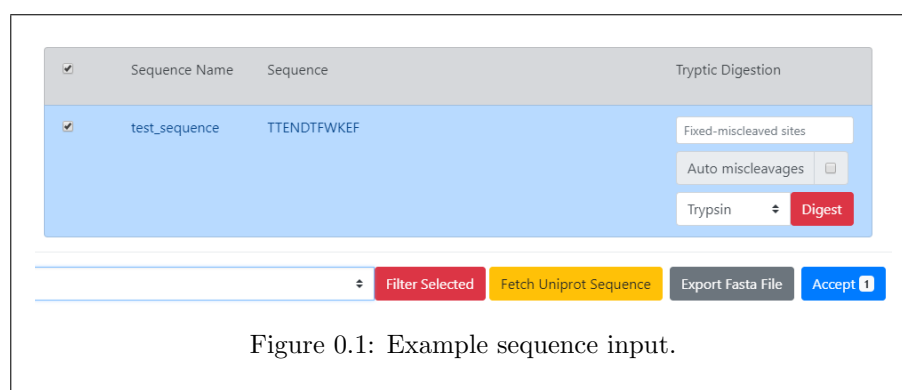 Sequence Name Sequence Tryptic Digestion
test_sequence TTENDTFWKEF
Fixed-miscleaved sites
Auto miscleavages
Trypsin Digest
Filter Selected Fetch Uniprot Sequence Export Fasta File Accept 1
Figure 0.1: Example sequence input.